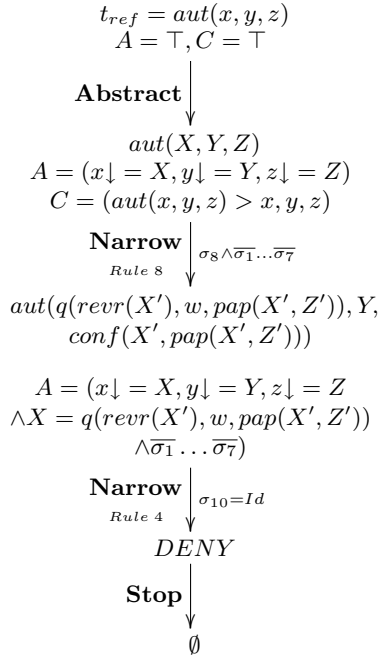 t_{ref} = aut(x, y, z)
A = ⊤, C = ⊤
Abstract
aut(X, Y, Z)
A = (x↓ = X, y↓ = Y, z↓ = Z)
C = (aut(x, y, z) > x, y, z)
Narrow
Rule 8
σ_8 ∧ \overline{σ_1} … \overline{σ_7}
aut(q(revr(X'), w, pap(X', Z')), Y,
conf(X', pap(X', Z')))
A = (x↓ = X, y↓ = Y, z↓ = Z
∧X = q(revr(X'), w, pap(X', Z'))
∧\overline{σ_1} … \overline{σ_7})
Narrow
Rule 4
σ_{10}=Id
DENY
Stop
∅